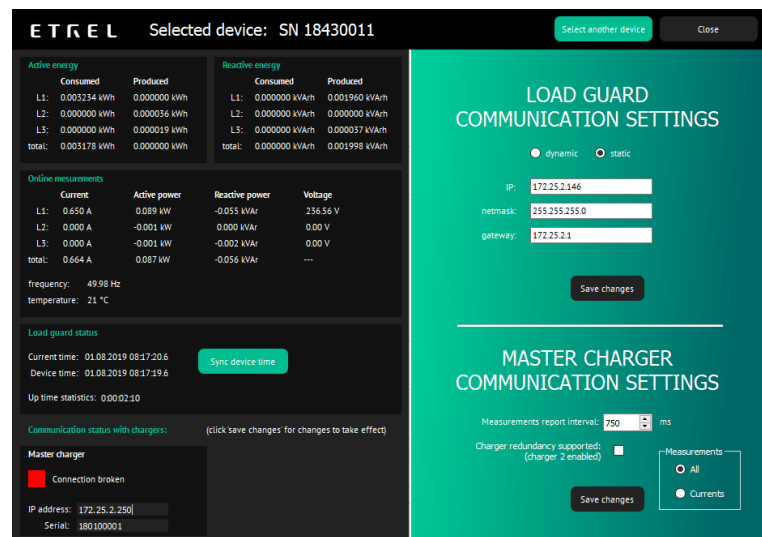 ETREL Selected device: SN 18430011 Select another device Close
Active energy
Consumed Produced
L1: 0.003234 kWh 0.000000 kWh
L2: 0.000000 kWh 0.000036 kWh
L3: 0.000000 kWh 0.000019 kWh
total: 0.003178 kWh 0.000000 kWh
Reactive energy
Consumed Produced
L1: 0.000000 kVArh 0.001960 kVArh
L2: 0.000000 kVArh 0.000000 kVArh
L3: 0.000000 kVArh 0.000037 kVArh
total: 0.000000 kVArh 0.001998 kVArh
Online mesurements
Current Active power Reactive power Voltage
L1: 0.650 A 0.089 kW -0.055 kVAr 236.56 V
L2: 0.000 A -0.001 kW 0.000 kVAr 0.00 V
L3: 0.000 A -0.001 kW -0.002 kVAr 0.00 V
total: 0.664 A 0.087 kW -0.056 kVAr ---
frequency: 49.98 Hz
temperature: 21 °C
Load guard status
Current time: 01.08.2019 08:17:20.6
Device time: 01.08.2019 08:17:19.6
Sync device time
Up time statistics: 0:00:02:10
Communication status with chargers: (click 'save changes' for changes to take effect)
Master charger
Connection broken
IP address: 172.25.2.250
Serial: 180100001
LOAD GUARD
COMMUNICATION SETTINGS
dynamic static
IP: 172.25.2.146
netmask: 255.255.255.0
gateway: 172.25.2.1
Save changes
MASTER CHARGER
COMMUNICATION SETTINGS
Measurements report interval: 750 ms
Charger redundancy supported:
(charger 2 enabled)
Measurements
All
Currents
Save changes